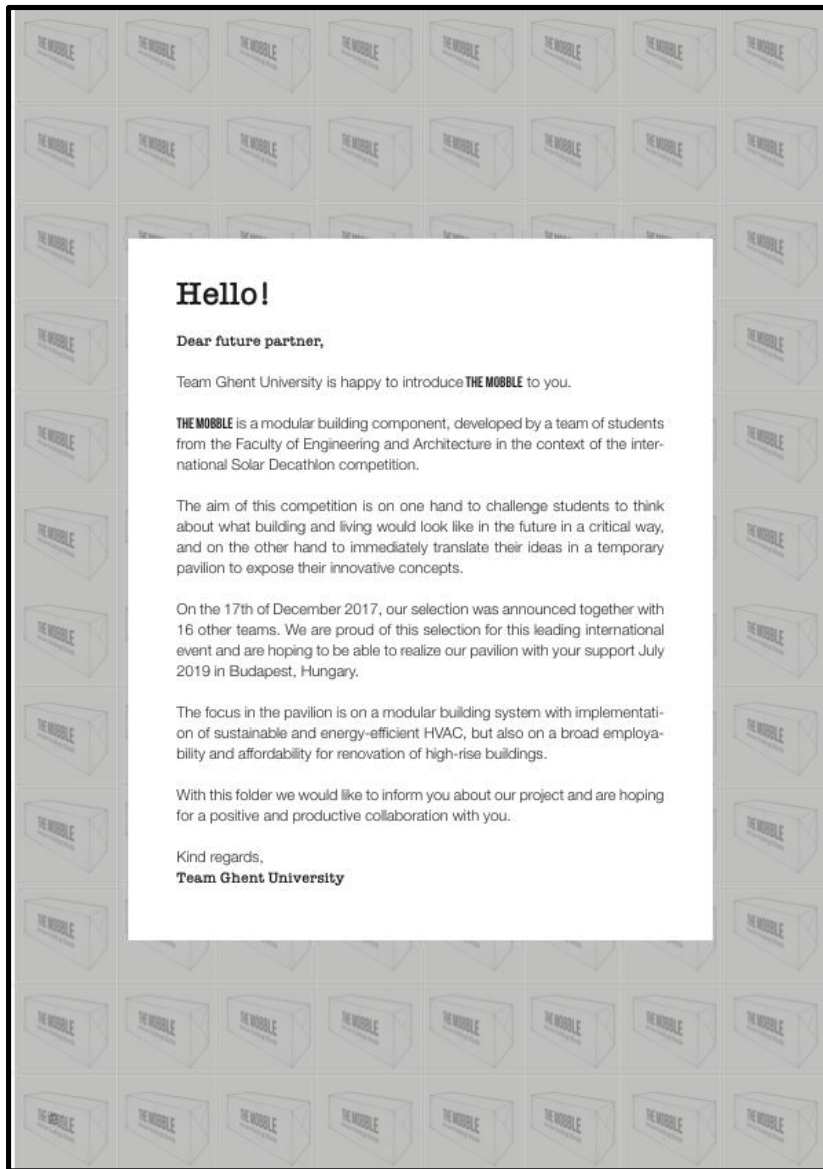 Hello!
Dear future partner,
Team Ghent University is happy to introduce THE MOBBLE to you.
THE MOBBLE is a modular building component, developed by a team of students
from the Faculty of Engineering and Architecture in the context of the inter-
national Solar Decathlon competition.
The aim of this competition is on one hand to challenge students to think
about what building and living would look like in the future in a critical way,
and on the other hand to immediately translate their ideas in a temporary
pavilion to expose their innovative concepts.
On the 17th of December 2017, our selection was announced together with
16 other teams. We are proud of this selection for this leading international
event and are hoping to be able to realize our pavilion with your support July
2019 in Budapest, Hungary.
The focus in the pavilion is on a modular building system with implementati-
on of sustainable and energy-efficient HVAC, but also on a broad employa-
bility and affordability for renovation of high-rise buildings.
With this folder we would like to inform you about our project and are hoping
for a positive and productive collaboration with you.
Kind regards,
Team Ghent University